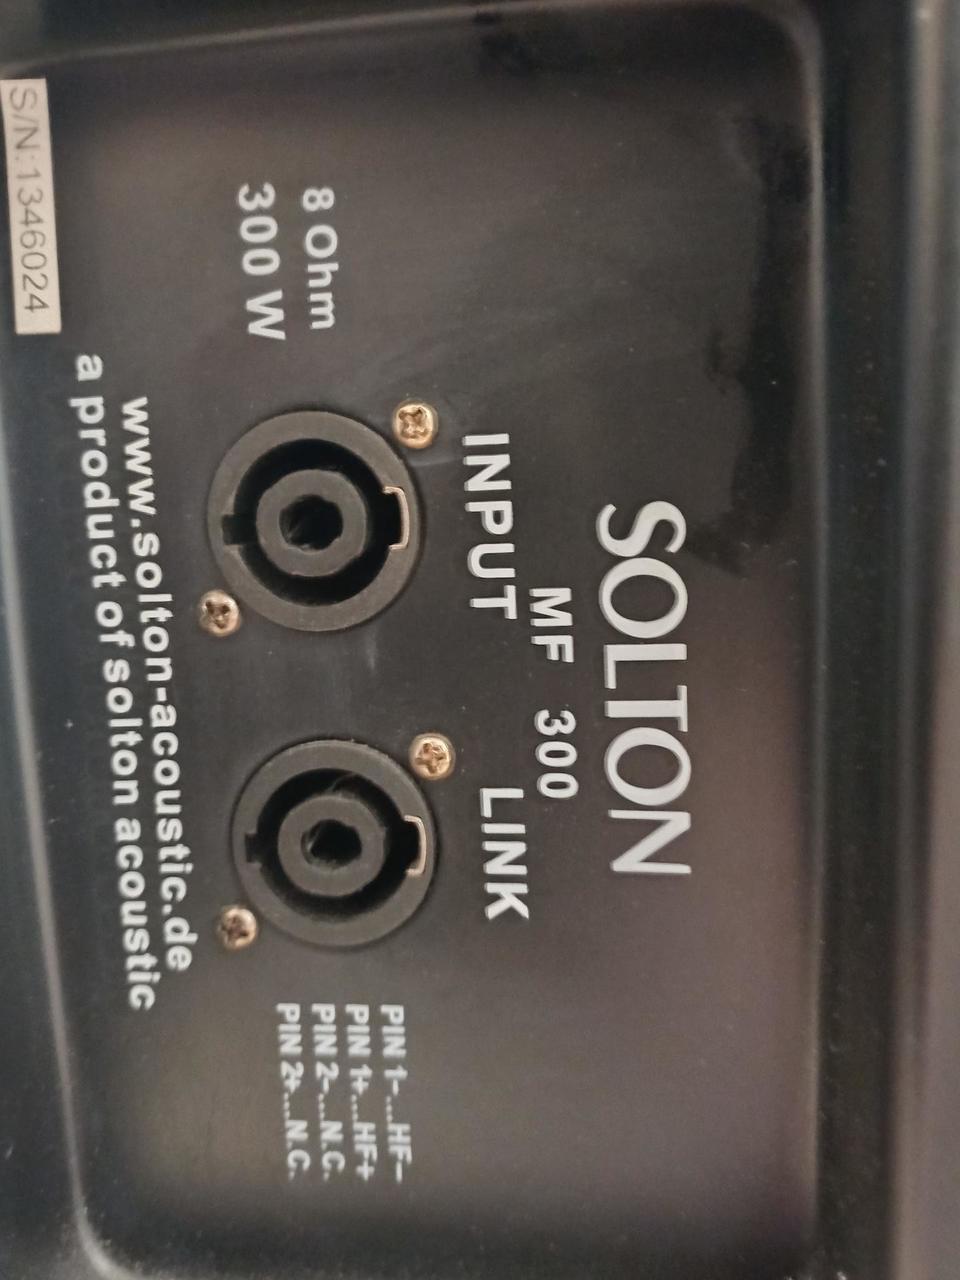 SOLTON
MF 300
INPUT
LINK
8 Ohm
300 W
PIN 1-....HF-
PIN 1+....HF+
PIN 2-....N.C.
PIN 2+....N.C.
www.solton-acoustic.de
a product of solton acoustic
S/N:1346024